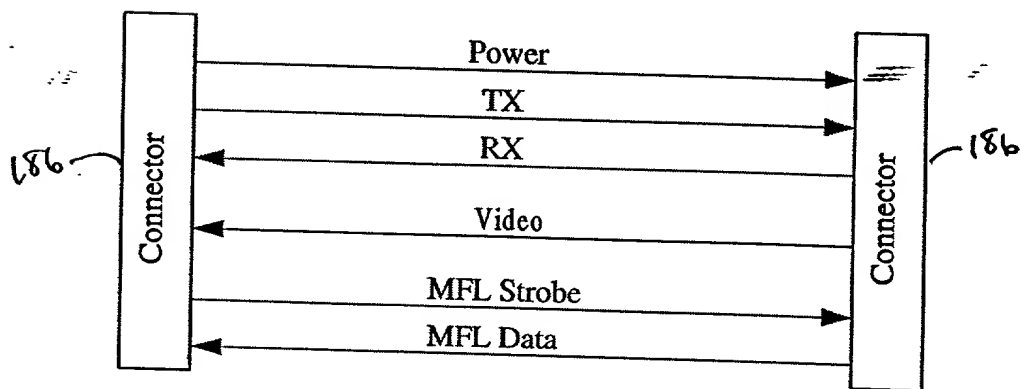 Power
TX
RX
Video
MFL Strobe
MFL Data
Connector
Connector
186
186